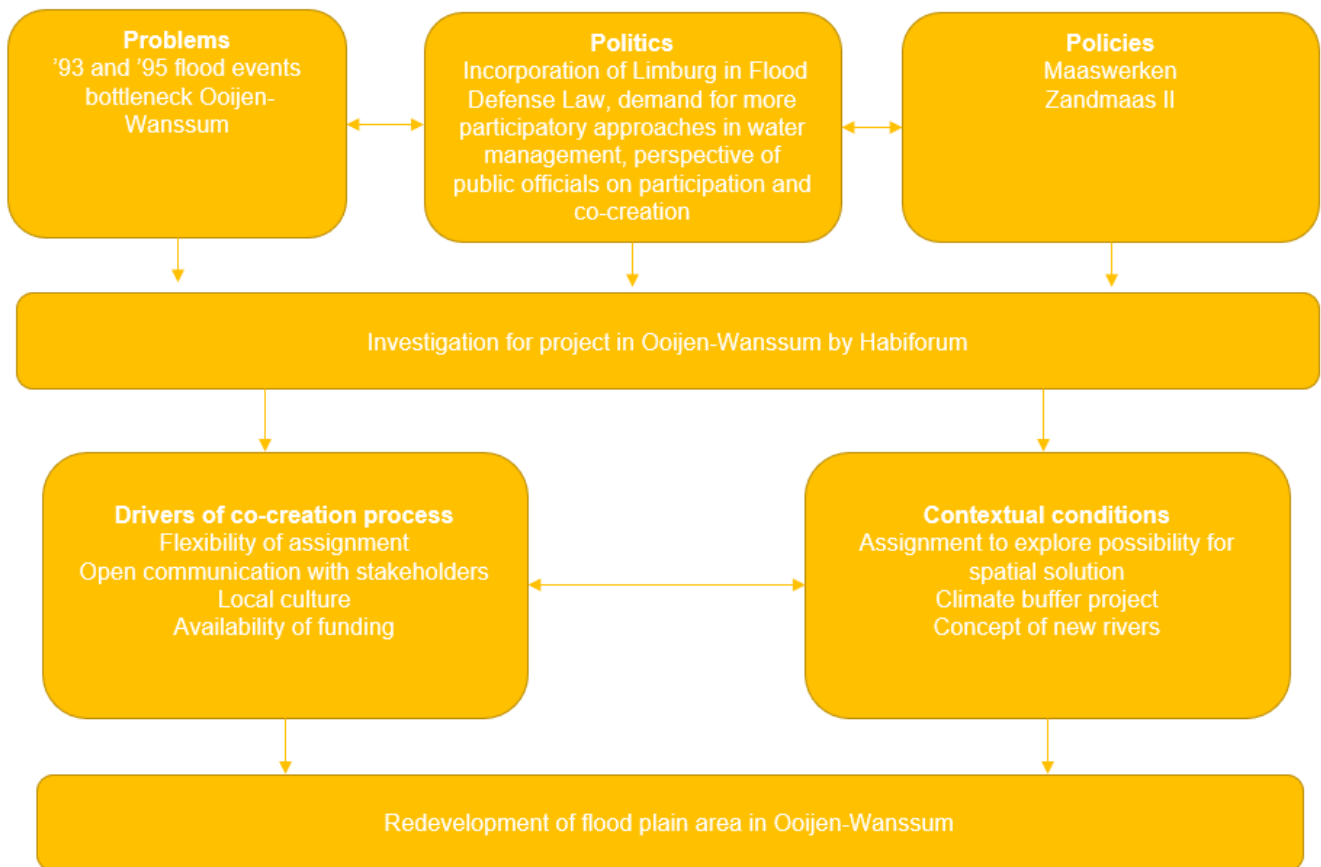 Problems
’93 and ’95 flood events
bottleneck Ooijen-
Wanssum
Politics
Incorporation of Limburg in Flood
Defense Law, demand for more
participatory approaches in water
management, perspective of
public officials on participation and
co-creation
Policies
Maaswerken
Zandmaas II
Investigation for project in Ooijen-Wanssum by Habiforum
Drivers of co-creation process
Flexibility of assignment
Open communication with stakeholders
Local culture
Availability of funding
Contextual conditions
Assignment to explore possibility for
spatial solution
Climate buffer project
Concept of new rivers
Redevelopment of flood plain area in Ooijen-Wanssum